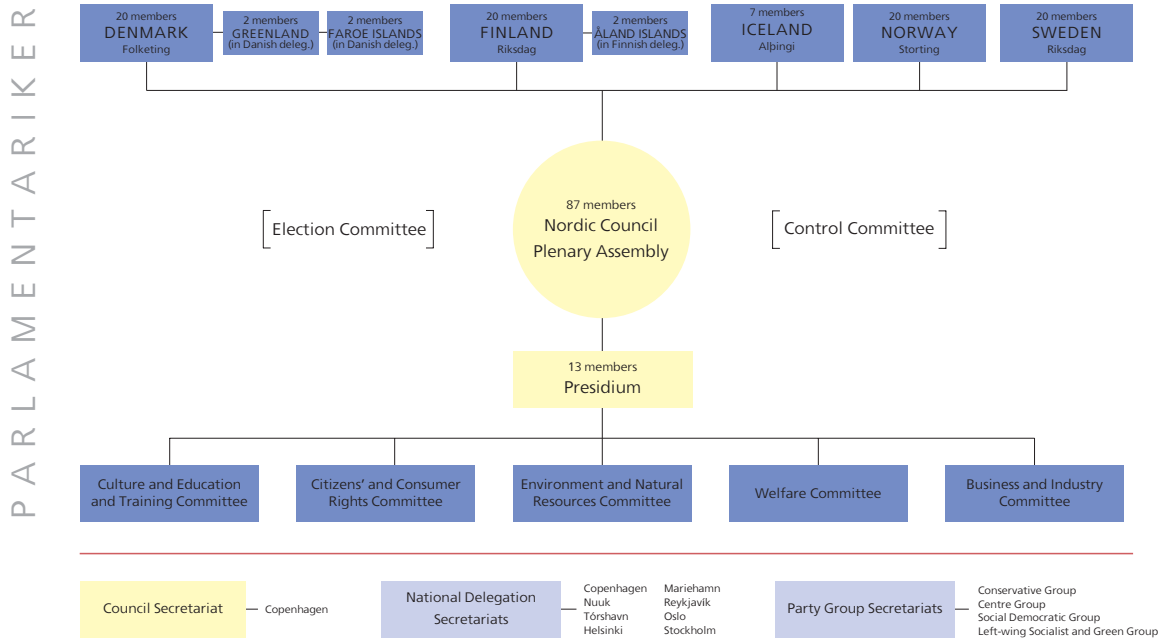 PARLAMENTARIKER
20 members
DENMARK
Folketing
2 members
GREENLAND
(in Danish deleg.)
2 members
FAROE ISLANDS
(in Danish deleg.)
20 members
FINLAND
Riksdag
2 members
ÅLAND ISLANDS
(in Finnish deleg.)
7 members
ICELAND
Alþingi
20 members
NORWAY
Storting
20 members
SWEDEN
Riksdag
[Election Committee]
87 members
Nordic Council
Plenary Assembly
[Control Committee]
13 members
Presidium
Culture and Education
and Training Committee
Citizens' and Consumer
Rights Committee
Environment and Natural
Resources Committee
Welfare Committee
Business and Industry
Committee
Council Secretariat
Copenhagen
National Delegation
Secretariats
Copenhagen
Nuuk
Tórshavn
Helsinki
Mariehamn
Reykjavík
Oslo
Stockholm
Party Group Secretariats
Conservative Group
Centre Group
Social Democratic Group
Left-wing Socialist and Green Group